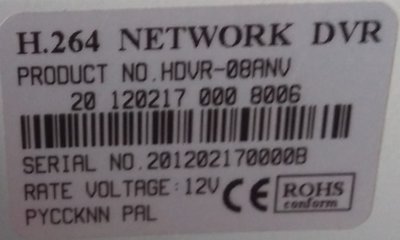 H.264 NETWORK DVR
PRODUCT NO.HDVR-08ANV
20 120217 000 8006
SERIAL NO.201202170000B
RATE VOLTAGE:12V CE ROHS
conform
PYCCKNN PAL